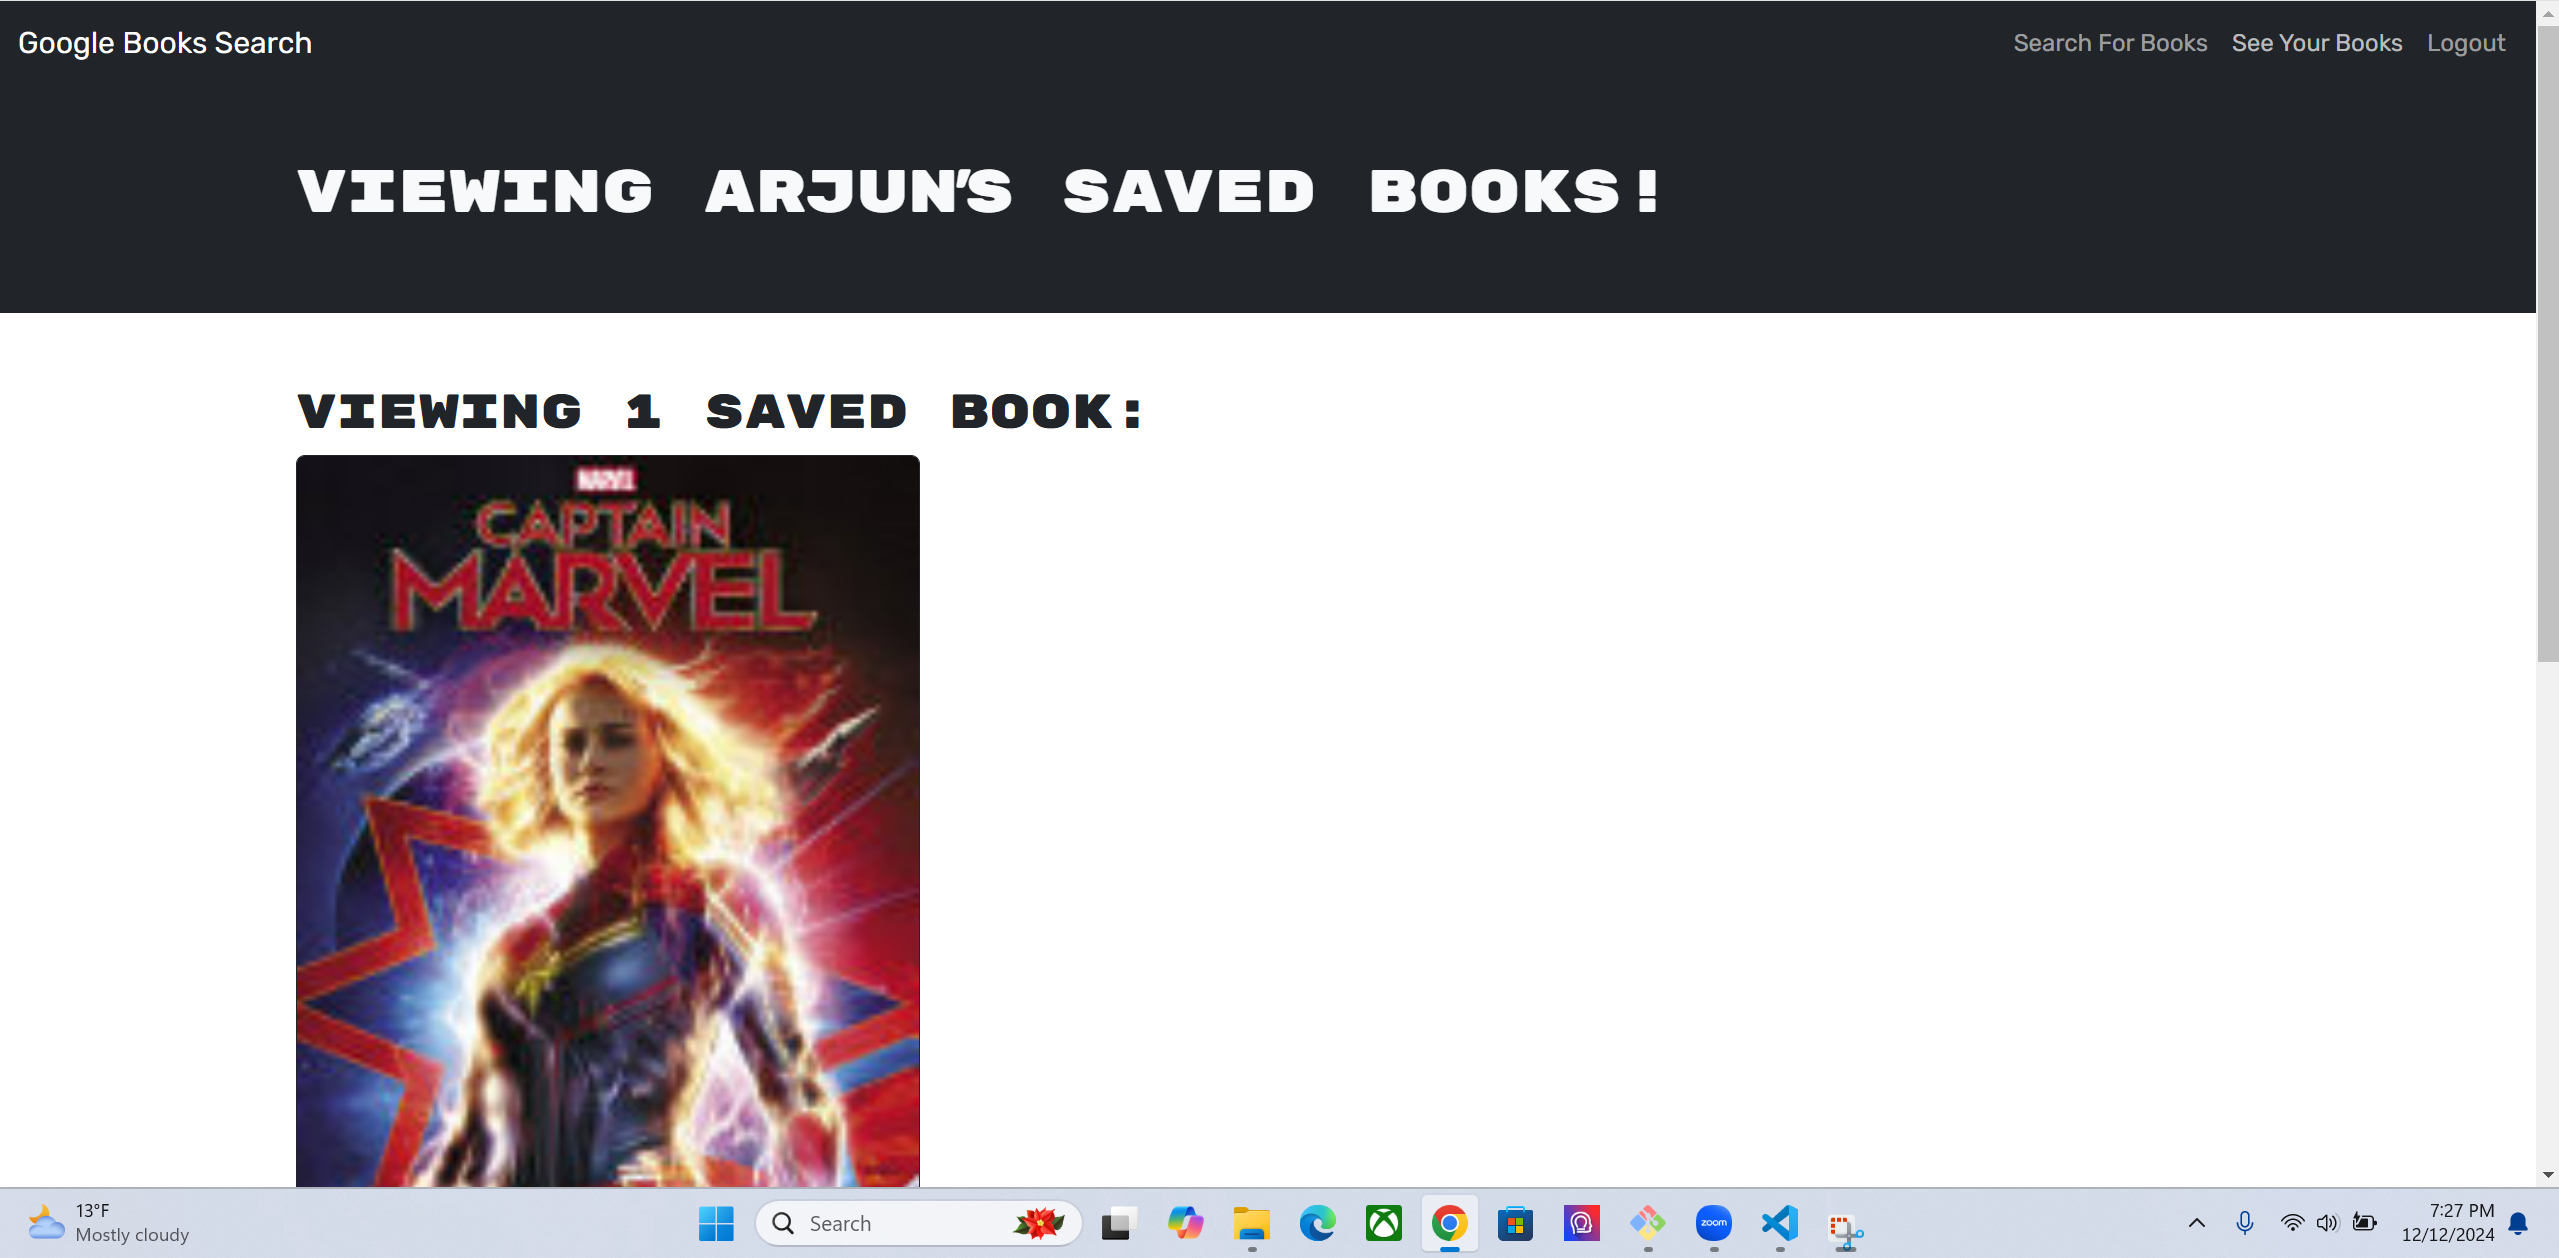 Google Books Search
Search For Books See Your Books Logout
VIEWING ARJUN'S SAVED BOOKS!
VIEWING 1 SAVED BOOK:
MARVEL
CAPTAIN
MARVEL
13°F
Mostly cloudy
Search
zoom
7:27 PM
12/12/2024